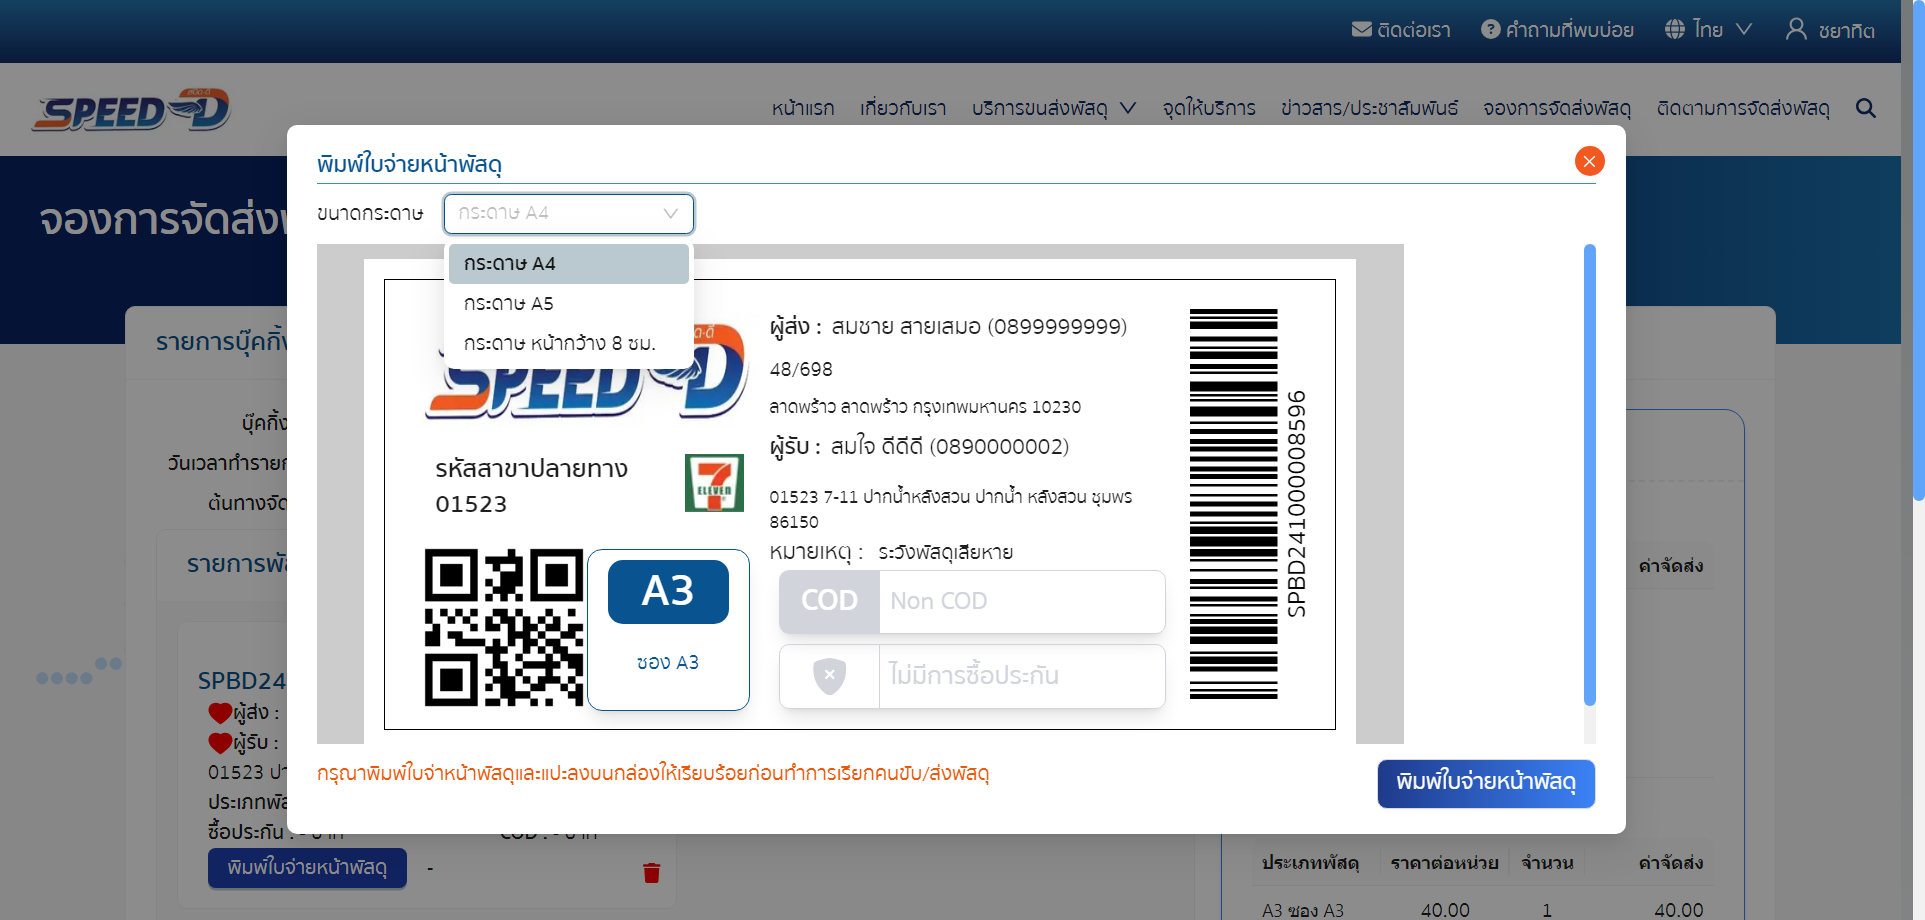 ติดต่อเรา คำถามที่พบบ่อย ไทย ชยาทิต
สปีด-ดี
SPEED D
หน้าแรก เกี่ยวกับเรา บริการขนส่งพัสดุ จุดให้บริการ ข่าวสาร/ประชาสัมพันธ์ จองการจัดส่งพัสดุ ติดตามการจัดส่งพัสดุ
จองการจัดส่งพ
พิมพ์ใบจ่ายหน้าพัสดุ
ขนาดกระดาษ กระดาษ A4
กระดาษ A4
กระดาษ A5
กระดาษ หน้ากว้าง 8 ซม.
ด-ดี
SPEED D
รหัสสาขาปลายทาง
01523
7
ELEVEN
A3
ซอง A3
ผู้ส่ง : สมชาย สายเสมอ (0899999999)
48/698
ลาดพร้าว ลาดพร้าว กรุงเทพมหานคร 10230
ผู้รับ : สมใจ ดีดีดี (0890000002)
01523 7-11 ปากน้ำหลังสวน ปากน้ำ หลังสวน ชุมพร
86150
หมายเหตุ : ระวังพัสดุเสียหาย
COD Non COD
ไม่มีการซื้อประกัน
SPBD241000008596
กรุณาพิมพ์ใบจ่าหน้าพัสดุและแปะลงบนกล่องให้เรียบร้อยก่อนทำการเรียกคนขับ/ส่งพัสดุ
พิมพ์ใบจ่ายหน้าพัสดุ
รายการบุ๊คกิ้ง
บุ๊คกิ้ง
วันเวลาทำรายก
ต้นทางจัด
รายการพัส
SPBD24
ผู้ส่ง :
ผู้รับ :
01523 ปา
ประเภทพัส
ซื้อประกัน : - บาท COD : - บาท
พิมพ์ใบจ่ายหน้าพัสดุ -
ค่าจัดส่ง
ประเภทพัสดุ ราคาต่อหน่วย จำนวน ค่าจัดส่ง
A3 ซอง A3 40.00 1 40.00